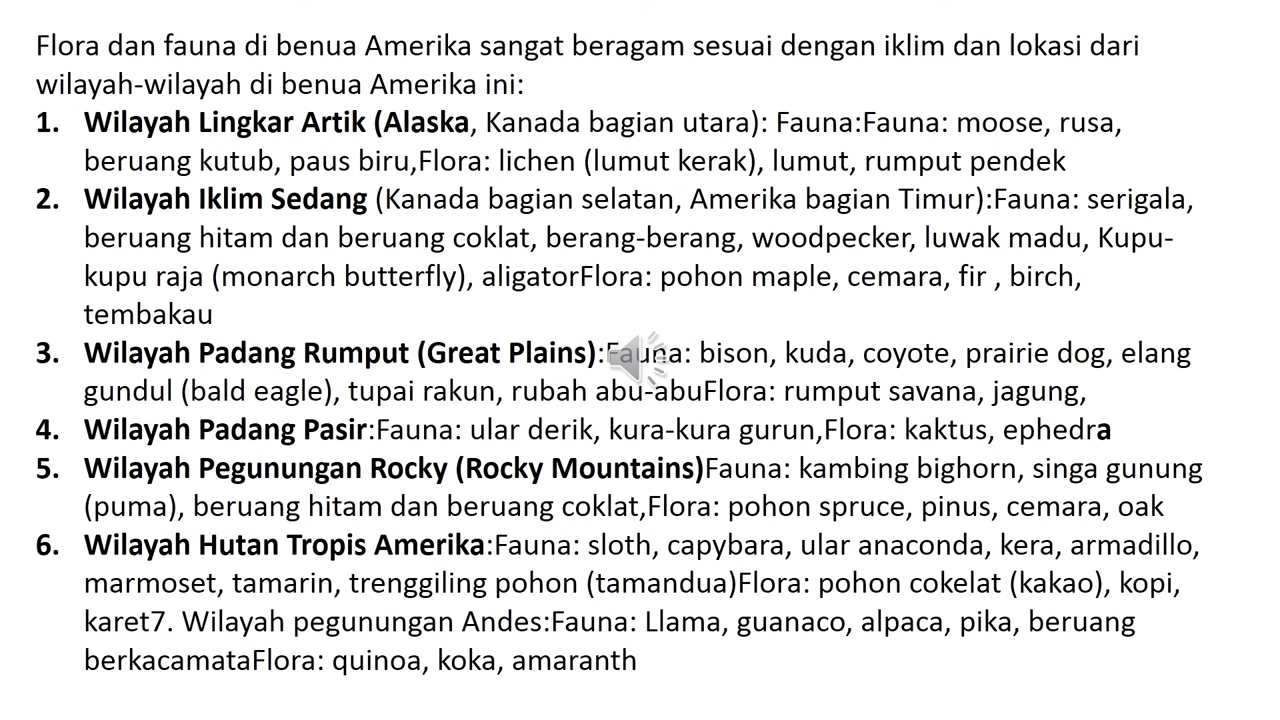 Flora dan fauna di benua Amerika sangat beragam sesuai dengan iklim dan lokasi dari
wilayah-wilayah di benua Amerika ini:
1. Wilayah Lingkar Artik (Alaska, Kanada bagian utara): Fauna:Fauna: moose, rusa,
beruang kutub, paus biru,Flora: lichen (lumut kerak), lumut, rumput pendek
2. Wilayah Iklim Sedang (Kanada bagian selatan, Amerika bagian Timur):Fauna: serigala,
beruang hitam dan beruang coklat, berang-berang, woodpecker, luwak madu, Kupu-
kupu raja (monarch butterfly), aligatorFlora: pohon maple, cemara, fir , birch,
tembakau
3. Wilayah Padang Rumput (Great Plains):Fauna: bison, kuda, coyote, prairie dog, elang
gundul (bald eagle), tupai rakun, rubah abu-abuFlora: rumput savana, jagung,
4. Wilayah Padang Pasir:Fauna: ular derik, kura-kura gurun,Flora: kaktus, ephedra
5. Wilayah Pegunungan Rocky (Rocky Mountains)Fauna: kambing bighorn, singa gunung
(puma), beruang hitam dan beruang coklat,Flora: pohon spruce, pinus, cemara, oak
6. Wilayah Hutan Tropis Amerika:Fauna: sloth, capybara, ular anaconda, kera, armadillo,
marmoset, tamarin, trenggiling pohon (tamandua)Flora: pohon cokelat (kakao), kopi,
karet7. Wilayah pegunungan Andes:Fauna: Llama, guanaco, alpaca, pika, beruang
berkacamataFlora: quinoa, koka, amaranth